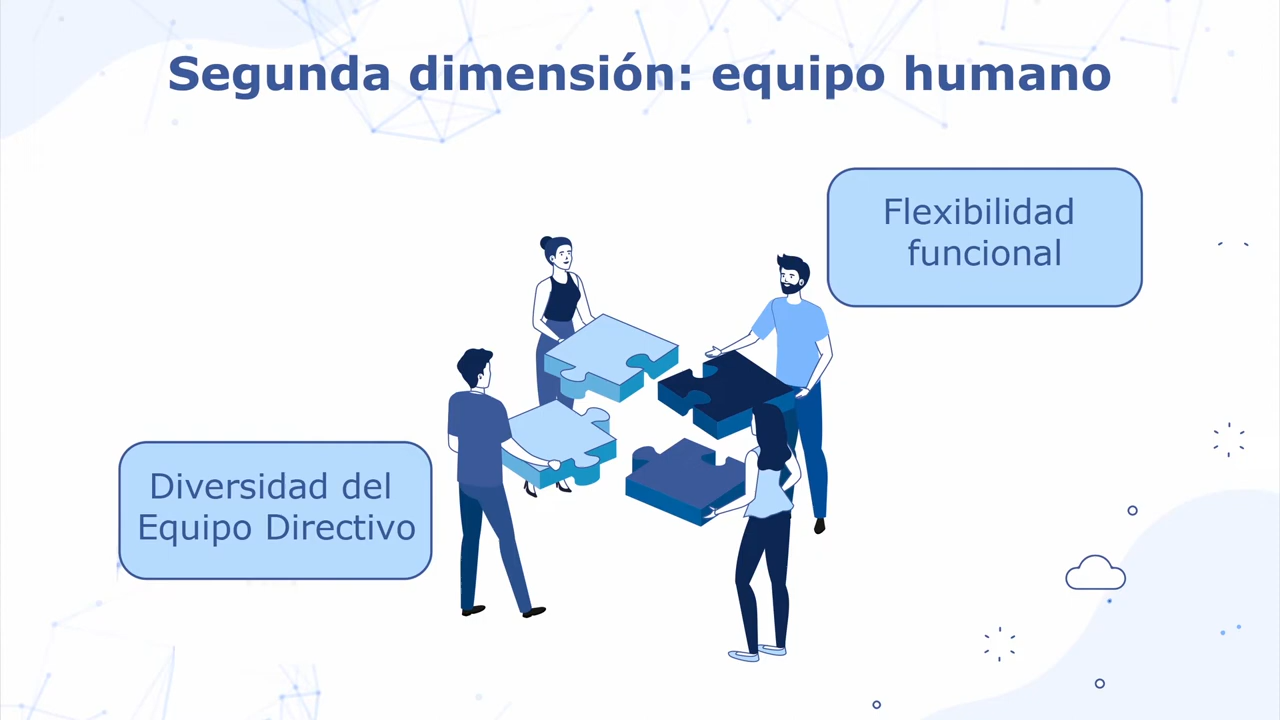 Segunda dimensión: equipo humano
Flexibilidad
funcional
Diversidad del
Equipo Directivo